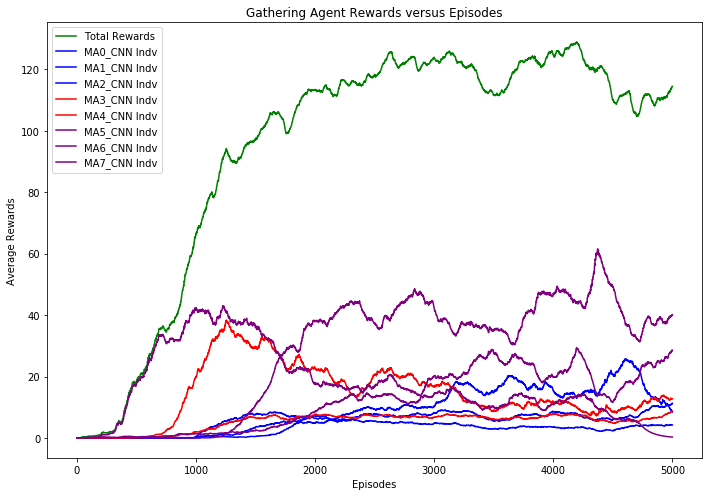 Gathering Agent Rewards versus Episodes
Total Rewards
MA0_CNN Indv
MA1_CNN Indv
MA2_CNN Indv
MA3_CNN Indv
MA4_CNN Indv
MA5_CNN Indv
MA6_CNN Indv
MA7_CNN Indv
120
100
80
60
40
20
0
Average Rewards
0 1000 2000 3000 4000 5000
Episodes